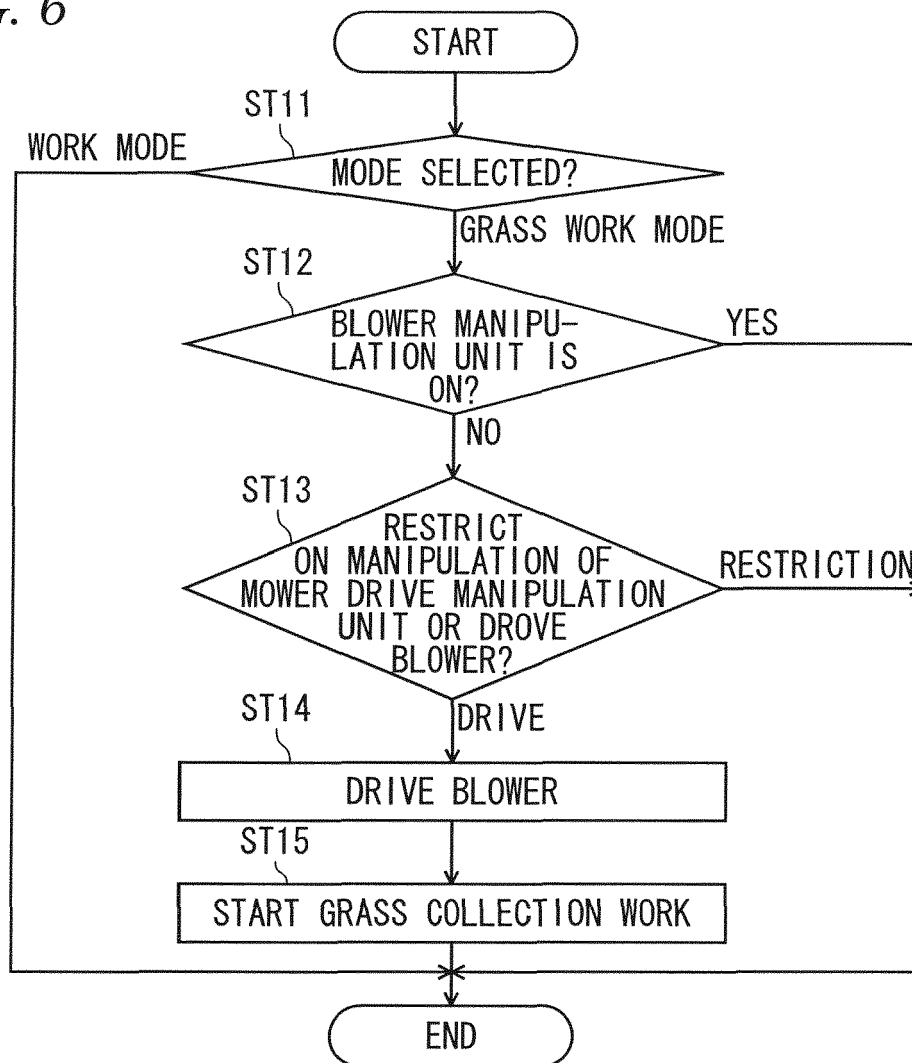 . 6
START
ST11
WORK MODE
MODE SELECTED?
GRASS WORK MODE
ST12
BLOWER MANIPU-
LATION UNIT IS
ON?
YES
NO
ST13
RESTRICT
ON MANIPULATION OF
MOWER DRIVE MANIPULATION
UNIT OR DROVE
BLOWER?
RESTRICTION
DRIVE
ST14
DRIVE BLOWER
ST15
START GRASS COLLECTION WORK
END